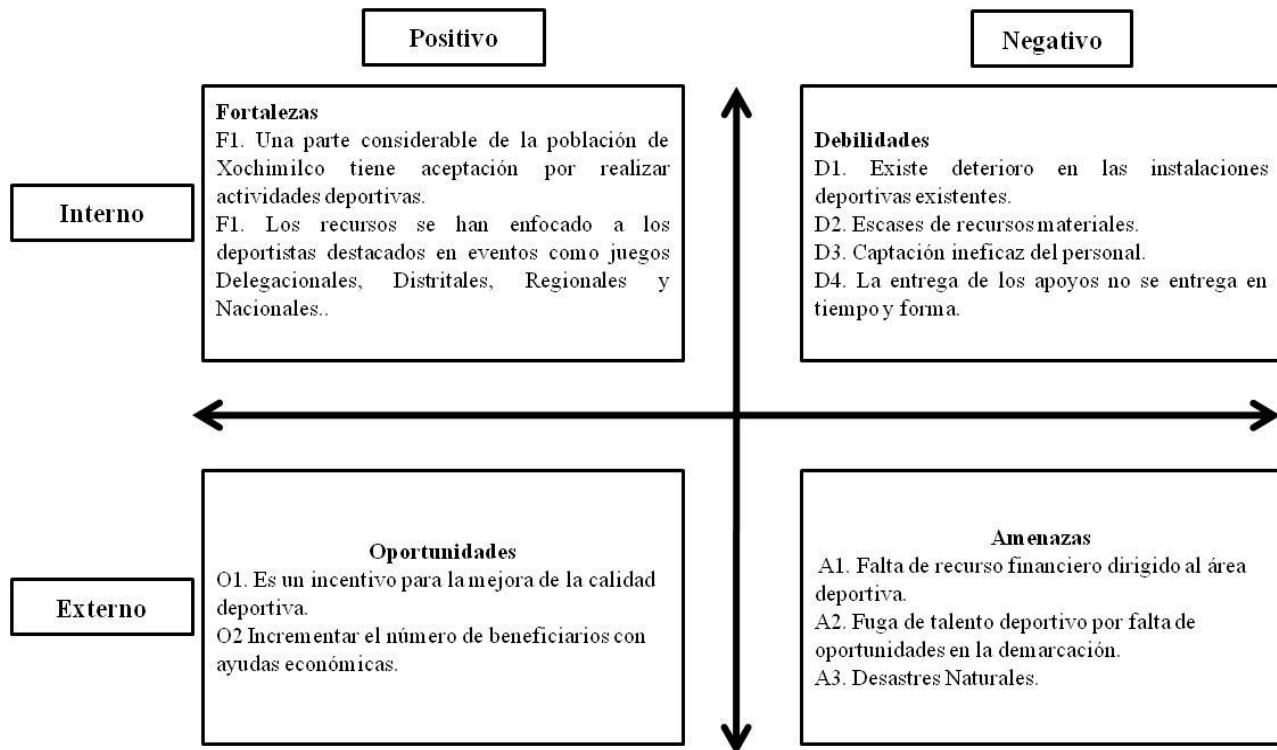 Positivo
Negativo
Interno
Fortalezas
F1. Una parte considerable de la población de
Xochimilco tiene aceptación por realizar
actividades deportivas.
F1. Los recursos se han enfocado a los
deportistas destacados en eventos como juegos
Delegacionales, Distritales, Regionales y
Nacionales..
Debilidades
D1. Existe deterioro en las instalaciones
deportivas existentes.
D2. Escases de recursos materiales.
D3. Captación ineficaz del personal.
D4. La entrega de los apoyos no se entrega en
tiempo y forma.
Externo
Oportunidades
O1. Es un incentivo para la mejora de la calidad
deportiva.
O2 Incrementar el número de beneficiarios con
ayudas económicas.
Amenazas
A1. Falta de recurso financiero dirigido al área
deportiva.
A2. Fuga de talento deportivo por falta de
oportunidades en la demarcación.
A3. Desastres Naturales.